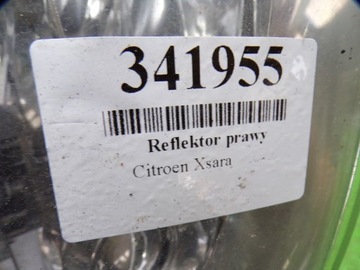 341955
Reflektor prawy
Citroen Xsara